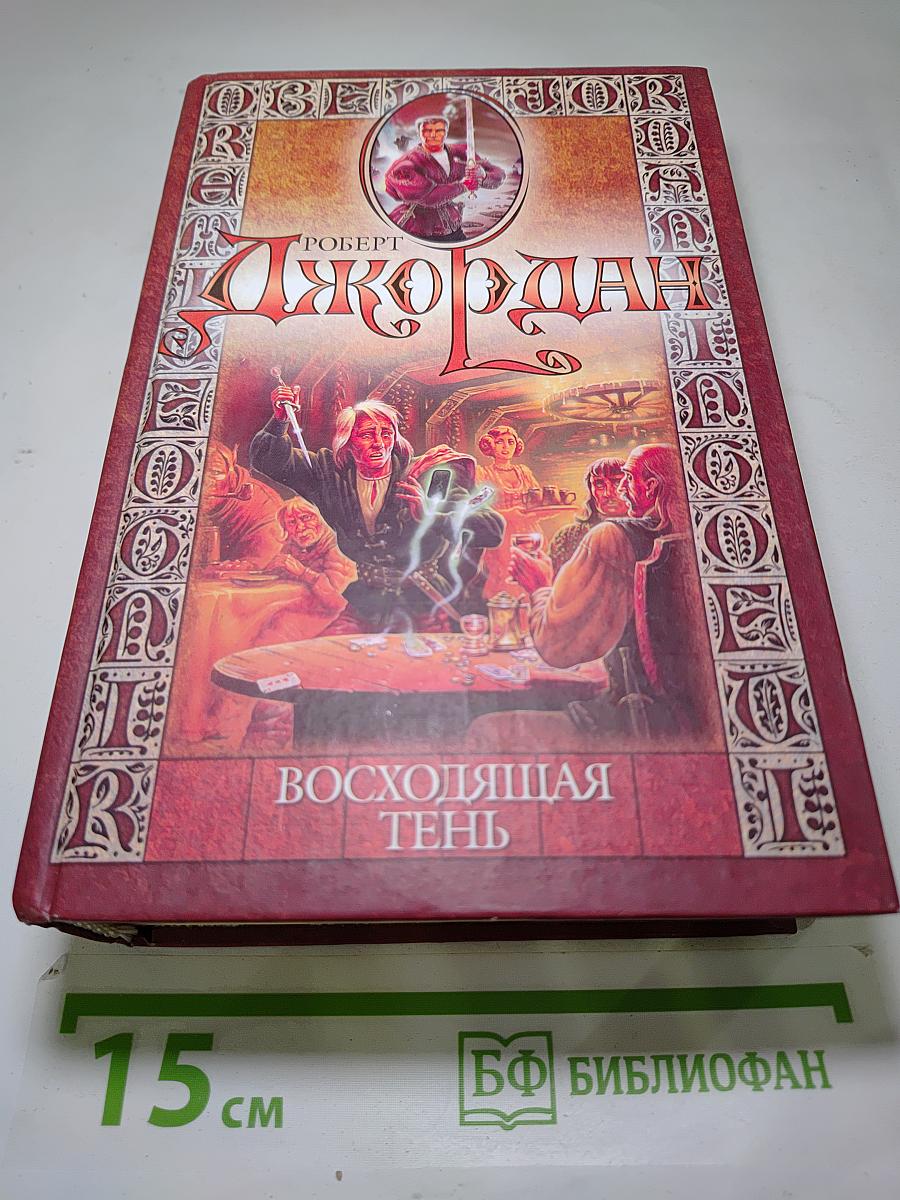 РОБЕРТ
ДЖОРДАН
ВОСХОДЯЩАЯ
ТЕНЬ
15 см
БФ БИБЛИОФАН